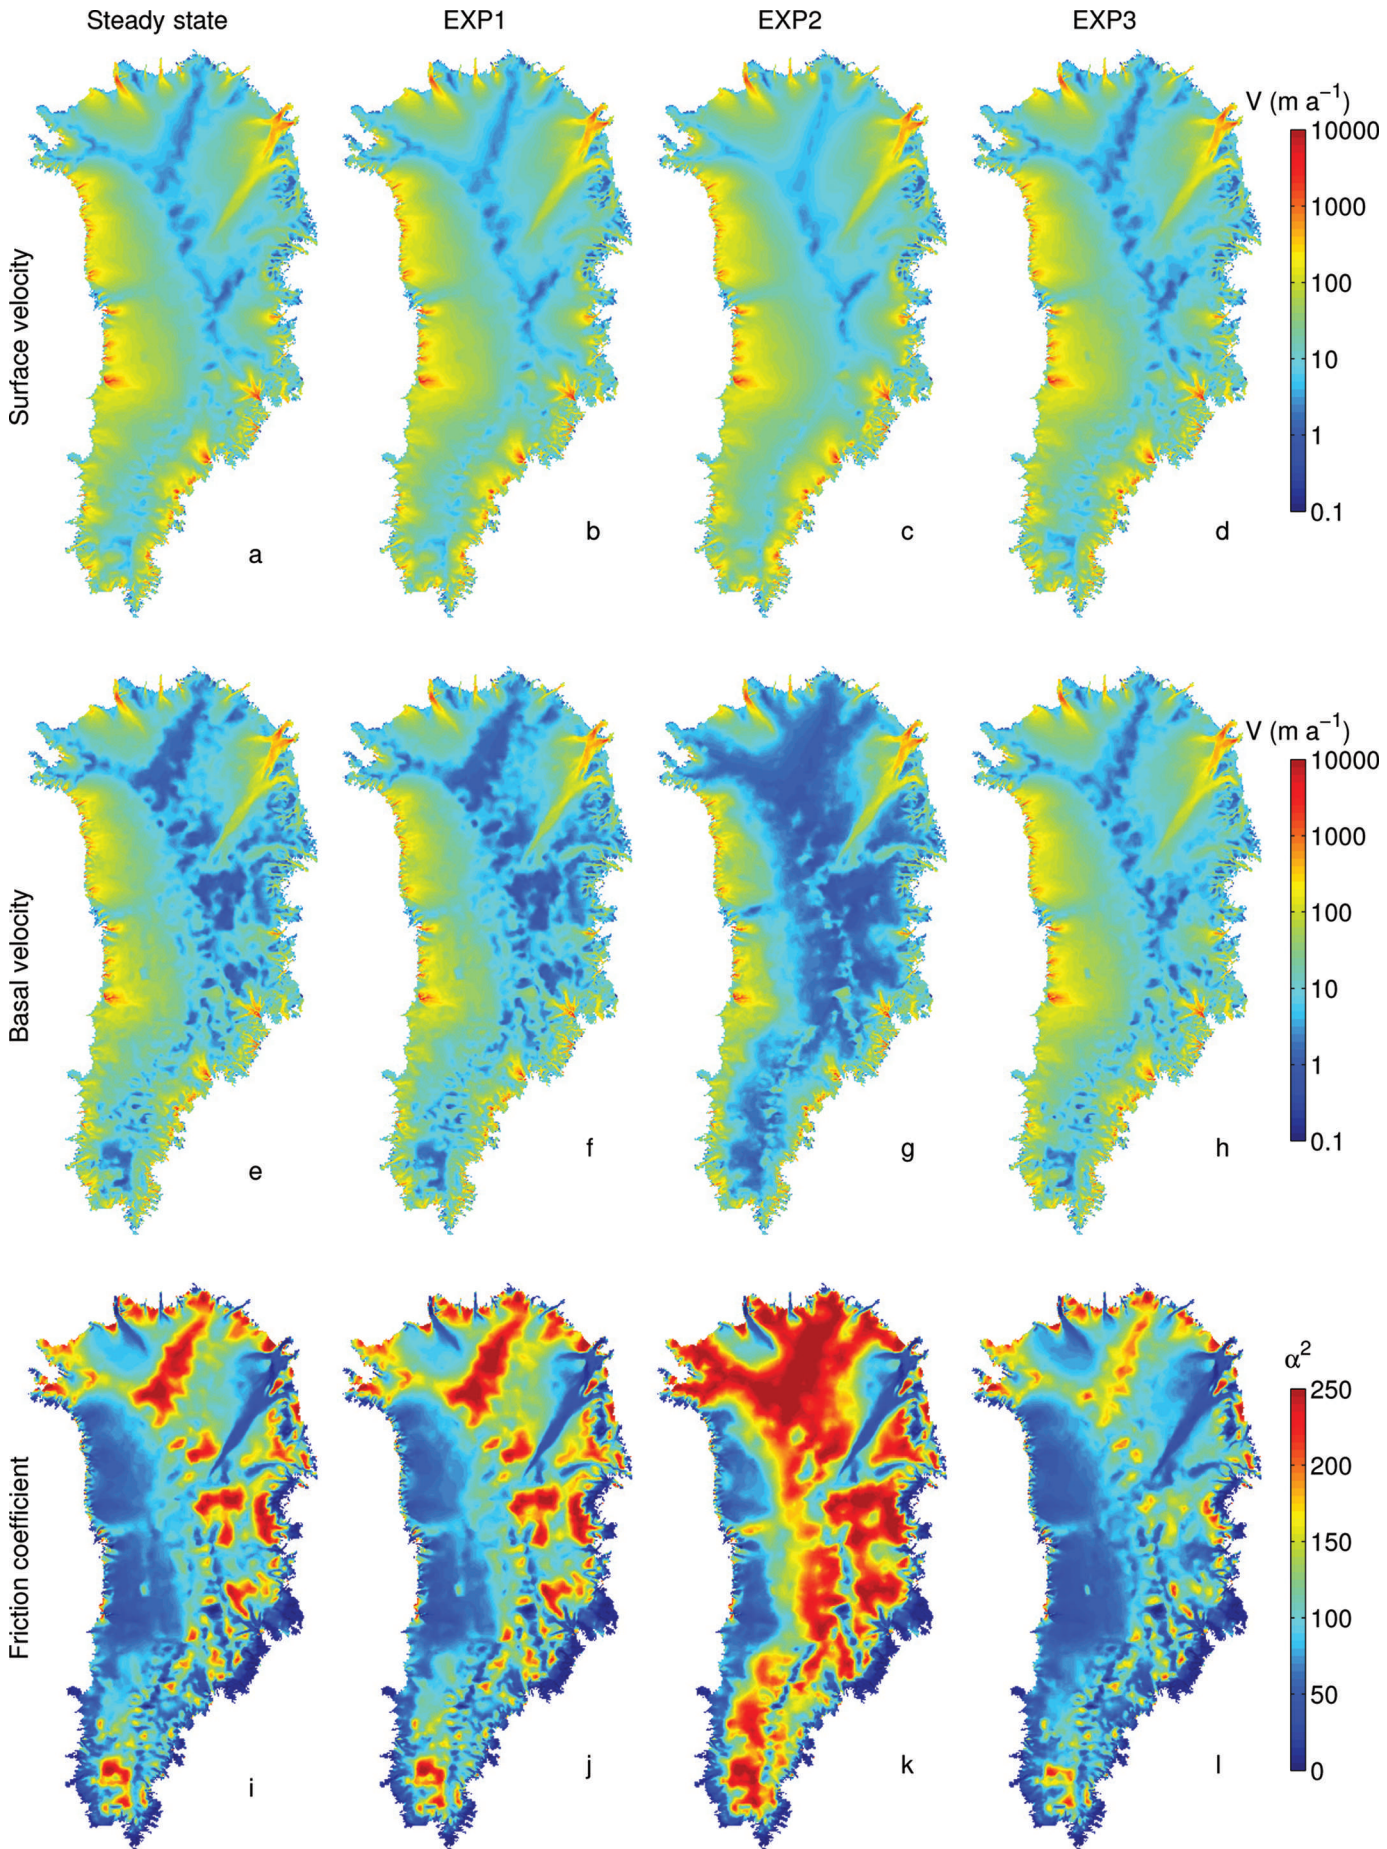 Steady state EXP1 EXP2 EXP3
Surface velocity
V (m a⁻¹)
10000
1000
100
10
1
0.1
a b c d
Basal velocity
V (m a⁻¹)
10000
1000
100
10
1
0.1
e f g h
Friction coefficient
α²
250
200
150
100
50
0
i j k l